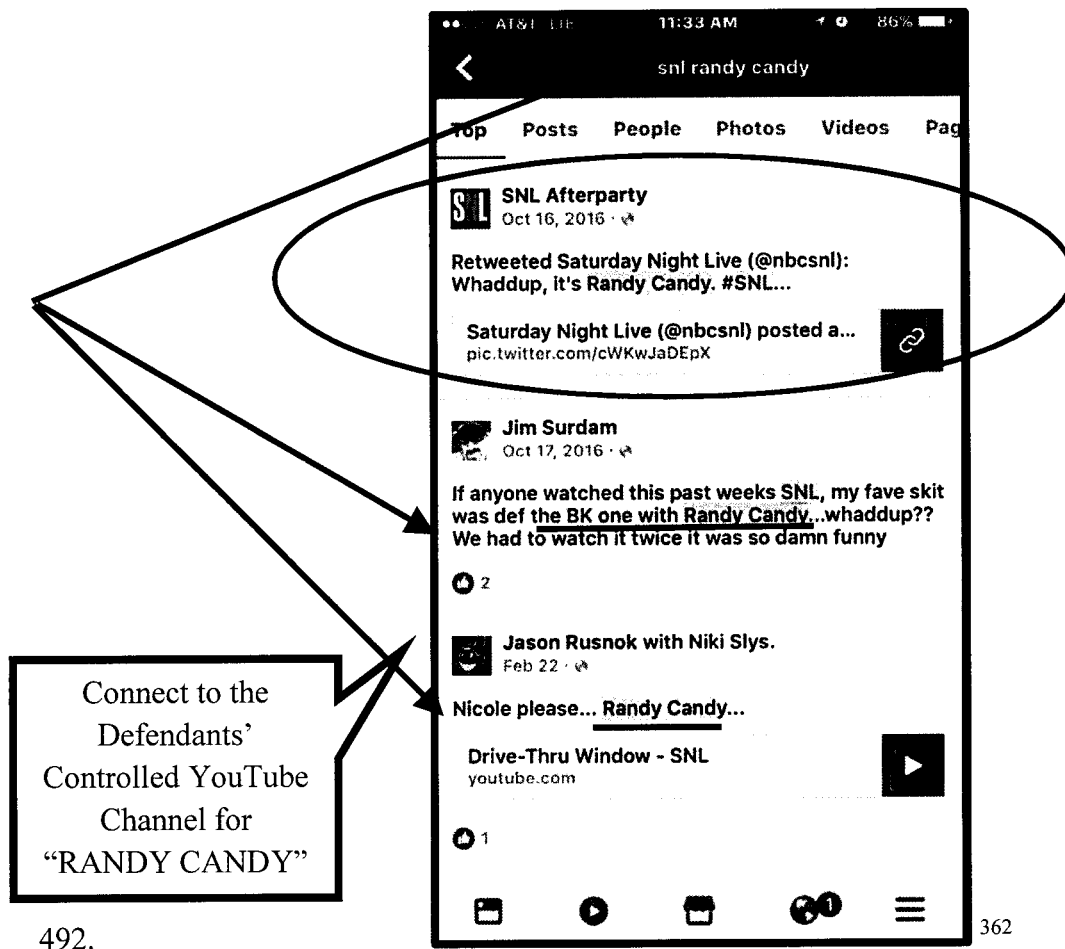 AT&T LTE 11:33 AM 86%
snl randy candy
Top Posts People Photos Videos Pag
SNL
SNL Afterparty
Oct 16, 2016 ·
Retweeted Saturday Night Live (@nbcsnl):
Whaddup, it's Randy Candy. #SNL...
Saturday Night Live (@nbcsnl) posted a...
pic.twitter.com/cWKwJaDEpX
Jim Surdam
Oct 17, 2016 ·
If anyone watched this past weeks SNL, my fave skit
was def the BK one with Randy Candy...whaddup??
We had to watch it twice it was so damn funny
2
Jason Rusnok with Niki Slys.
Feb 22 ·
Nicole please... Randy Candy...
Drive-Thru Window - SNL
youtube.com
1
1
Connect to the
Defendants’
Controlled YouTube
Channel for
“RANDY CANDY”
492.
362